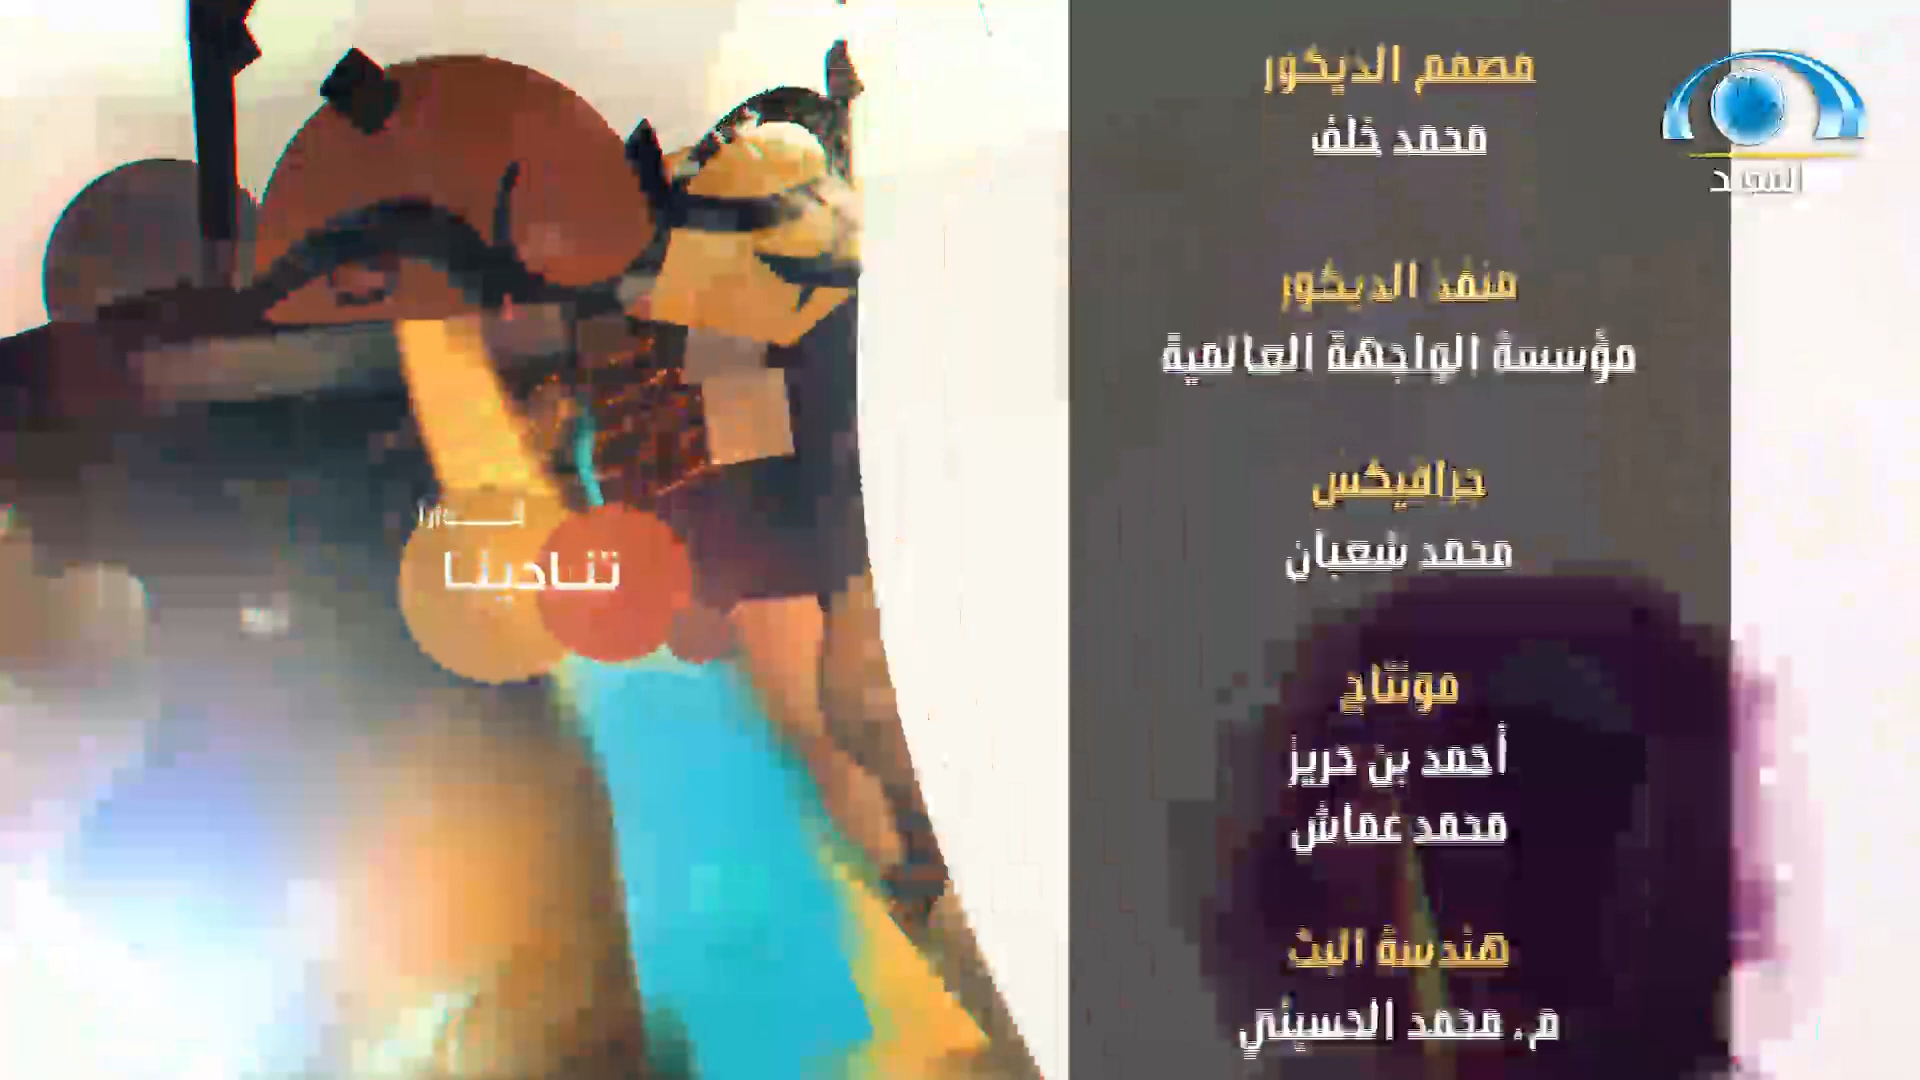 مصمم الديكور
محمد خلف
منفذ الديكور
مؤسسة الواجهة العالمية
جرافيكس
محمد شعبان
مونتاج
أحمد بن حريز
محمد عماش
هندسة البث
م. محمد الحسيني
تناجينا
المجد